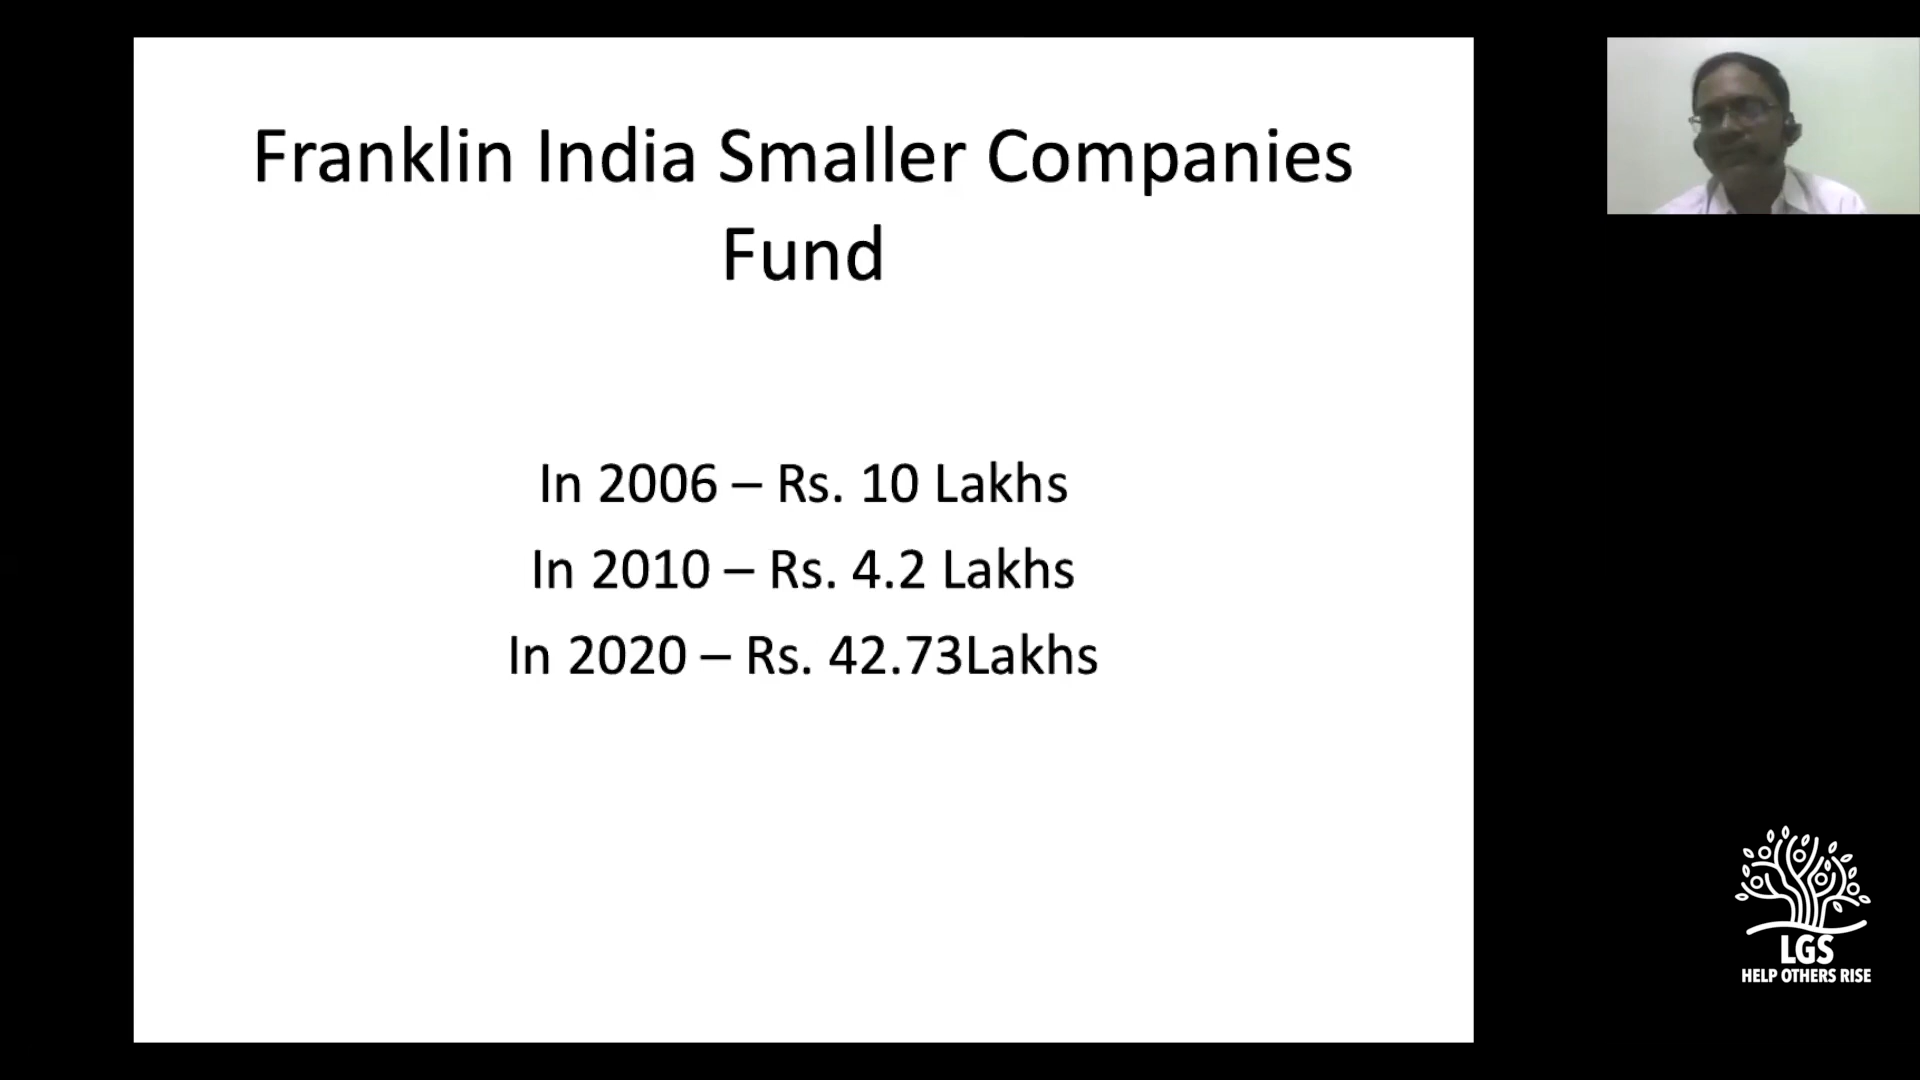 Franklin India Smaller Companies
Fund
In 2006 – Rs. 10 Lakhs
In 2010 – Rs. 4.2 Lakhs
In 2020 – Rs. 42.73Lakhs
LGS
HELP OTHERS RISE